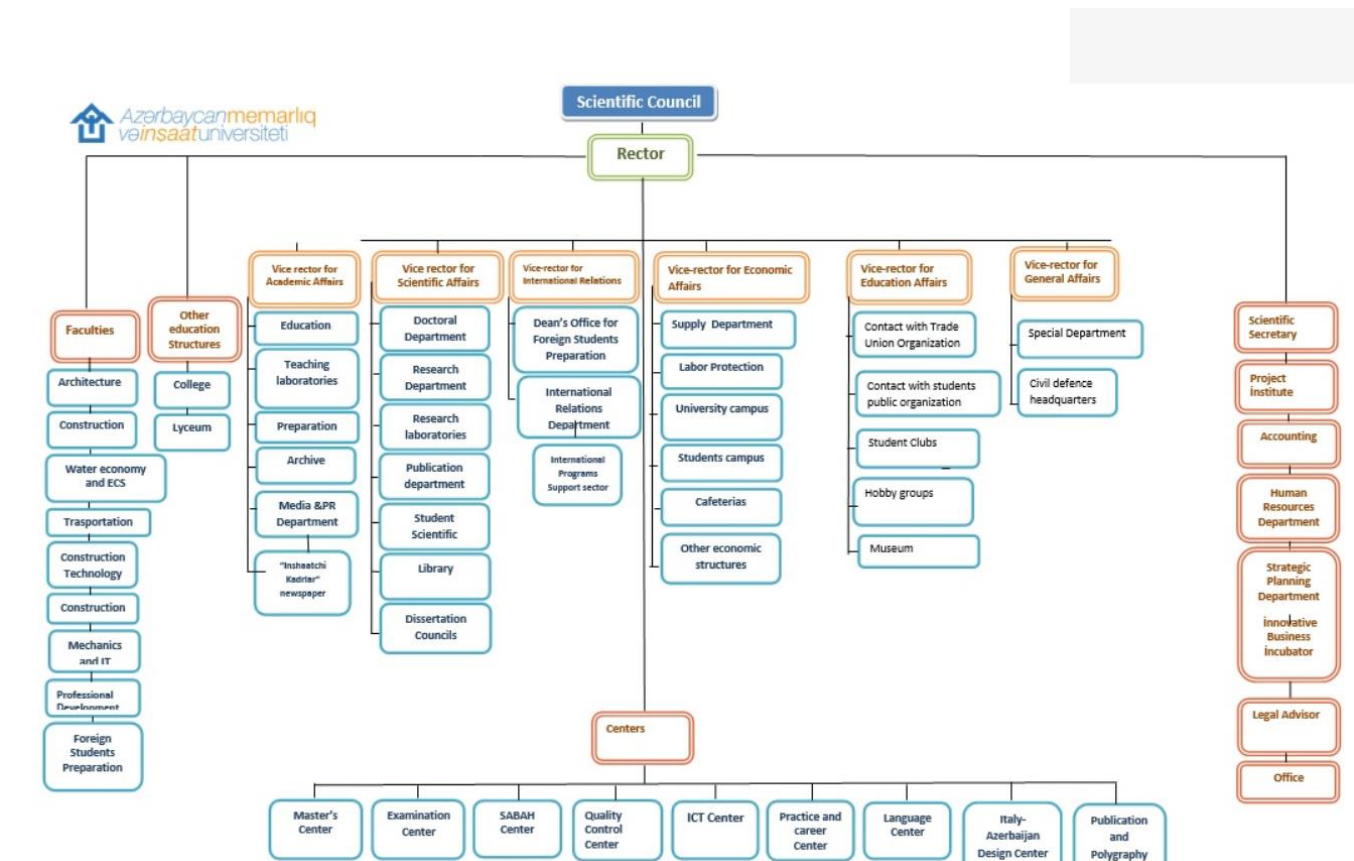 Azərbaycanmemarlıq
vəinşaatuniversiteti
Scientific Council
Rector
Vice rector for
Academic Affairs
Education
Teaching
laboratories
Preparation
Archive
Media &PR
Department
"Inshaatchi
Kadrlar"
newspaper
Vice rector for
Scientific Affairs
Doctoral
Department
Research
Department
Research
laboratories
Publication
department
Student
Scientific
Library
Dissertation
Councils
Vice-rector for
International Relations
Dean's Office for
Foreign Students
Preparation
International
Relations
Department
International
Programs
Support sector
Vice-rector for Economic
Affairs
Supply Department
Labor Protection
University campus
Students campus
Cafeterias
Other economic
structures
Vice-rector for
Education Affairs
Contact with Trade
Union Organization
Contact with students
public organization
Student Clubs
Hobby groups
Museum
Vice-rector for
General Affairs
Special Department
Civil defence
headquarters
Faculties
Architecture
Construction
Water economy
and ECS
Trasportation
Construction
Technology
Construction
Mechanics
and IT
Professional
Development
Foreign
Students
Preparation
Other
education
Structures
College
Lyceum
Scientific
Secretary
Project
İnstitute
Accounting
Human
Resources
Department
Strategic
Planning
Department
İnnovative
Business
İncubator
Legal Advisor
Office
Centers
Master's
Center
Examination
Center
SABAH
Center
Quality
Control
Center
ICT Center
Practice and
career
Center
Language
Center
Italy-
Azerbaijan
Design Center
Publication
and
Polygraphy